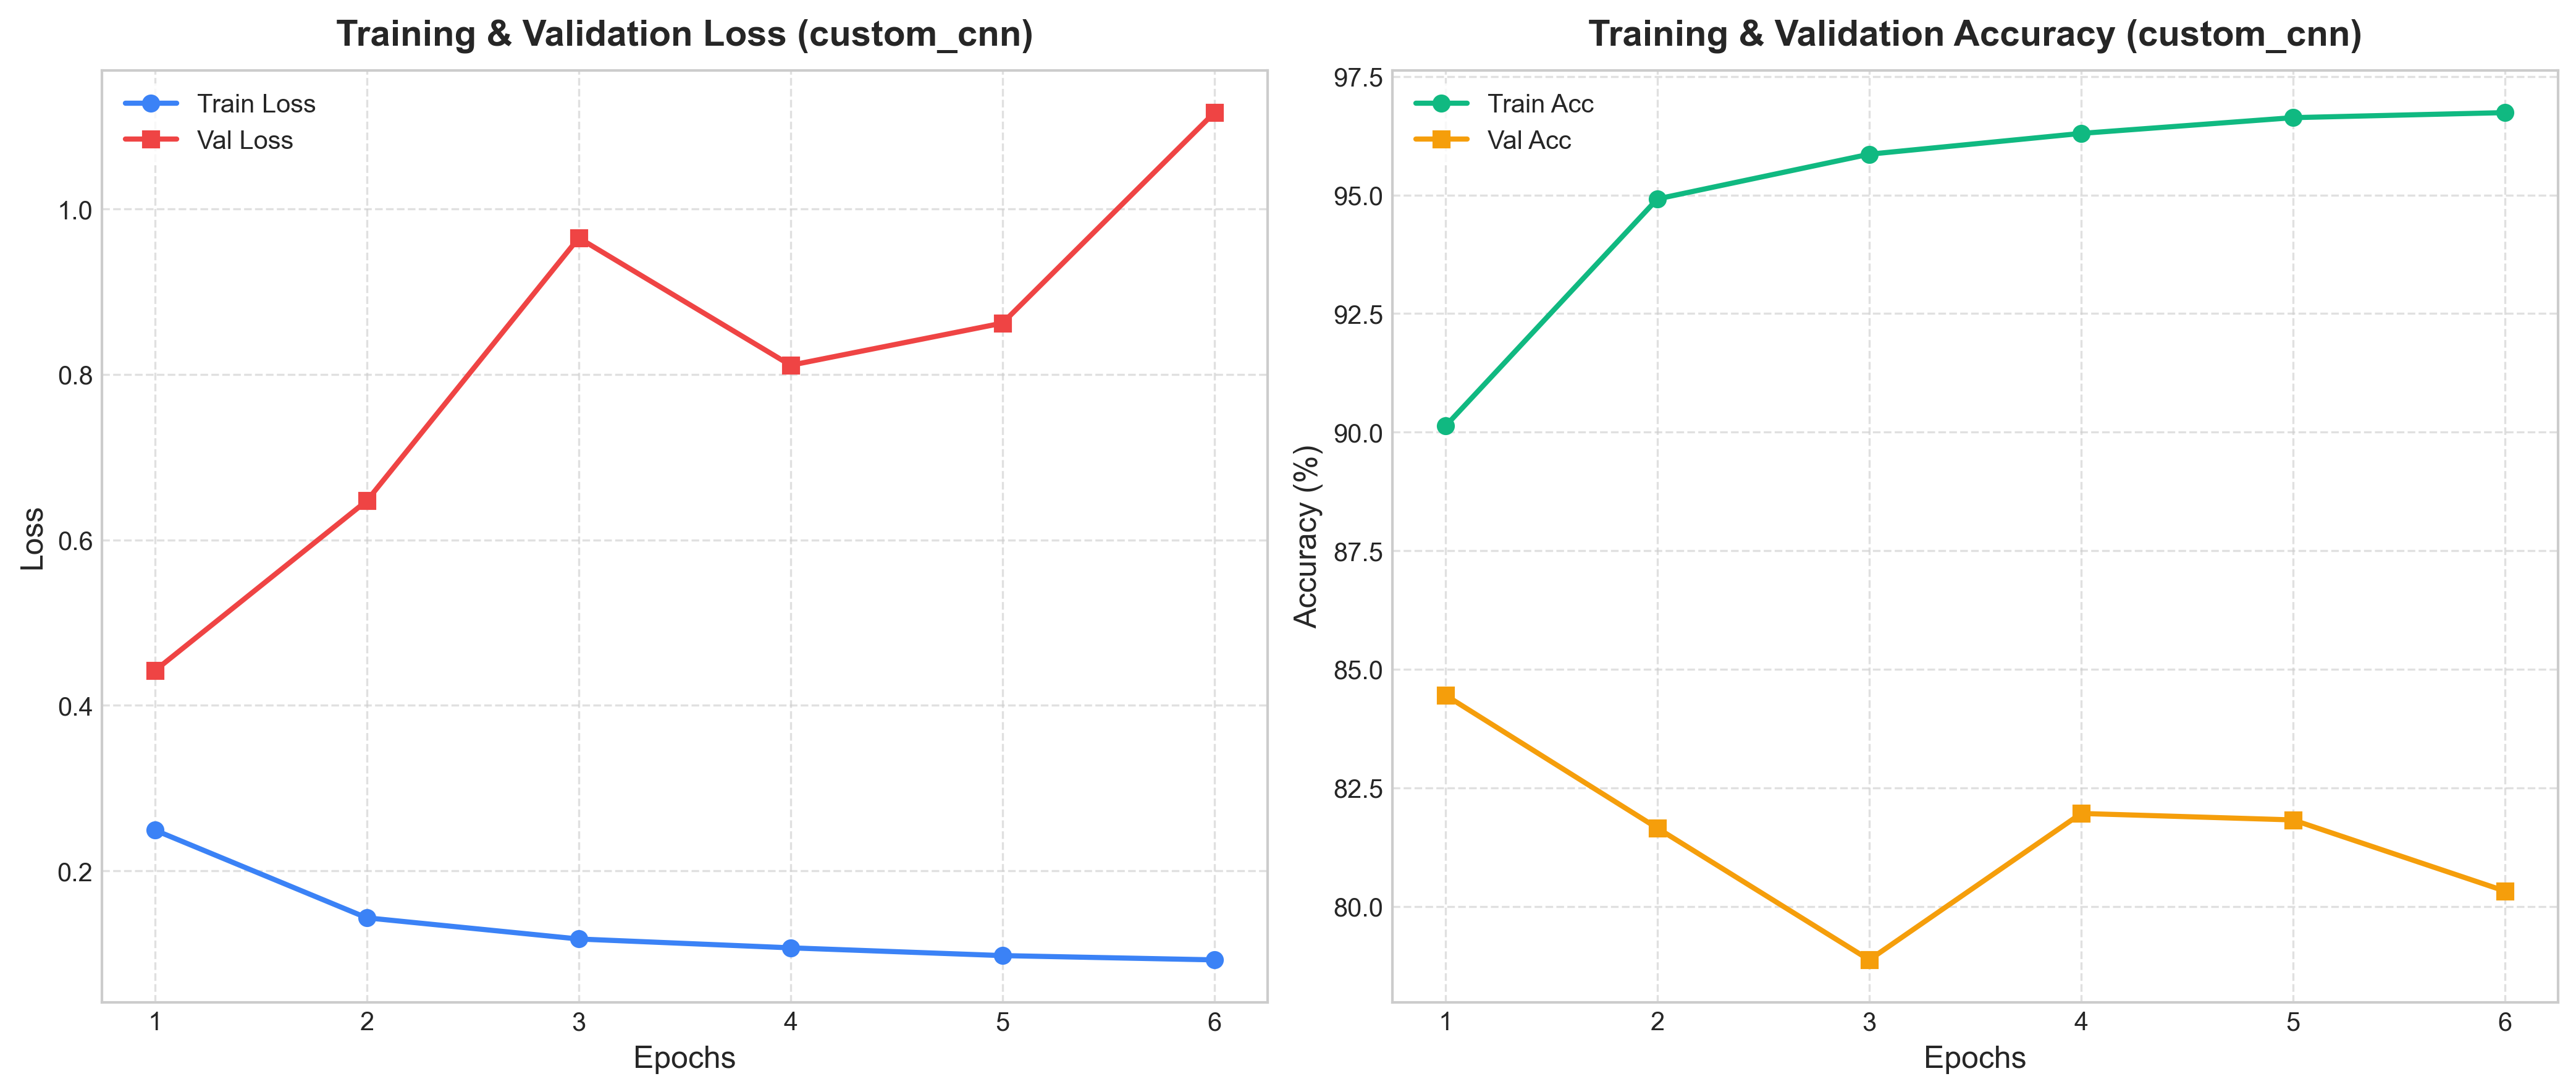 Training & Validation Loss (custom_cnn)
Train Loss
Val Loss
1.0
0.8
0.6
0.4
0.2
Loss
1 2 3 4 5 6
Epochs
Training & Validation Accuracy (custom_cnn)
Train Acc
Val Acc
97.5
95.0
92.5
90.0
87.5
85.0
82.5
80.0
Accuracy (%)
1 2 3 4 5 6
Epochs